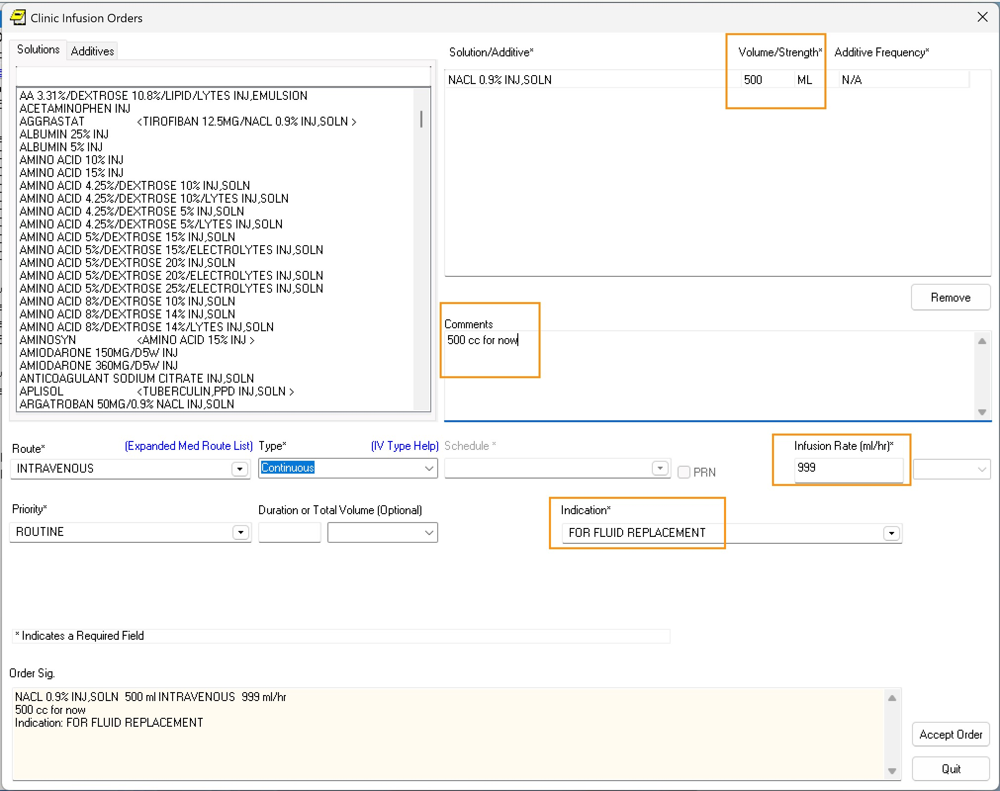 Clinic Infusion Orders
Solutions
Additives
AA 3.31%/DEXTROSE 10.8%/LIPID/LYTES INJ,EMULSION
ACETAMINOPHEN INJ
AGGRASTAT <TIROFIBAN 12.5MG/NACL 0.9% INJ,SOLN >
ALBUMIN 25% INJ
ALBUMIN 5% INJ
AMINO ACID 10% INJ
AMINO ACID 15% INJ
AMINO ACID 4.25%/DEXTROSE 10% INJ,SOLN
AMINO ACID 4.25%/DEXTROSE 10%/LYTES INJ,SOLN
AMINO ACID 4.25%/DEXTROSE 5% INJ,SOLN
AMINO ACID 4.25%/DEXTROSE 5%/LYTES INJ,SOLN
AMINO ACID 5%/DEXTROSE 15% INJ,SOLN
AMINO ACID 5%/DEXTROSE 15%/ELECTROLYTES INJ,SOLN
AMINO ACID 5%/DEXTROSE 20% INJ,SOLN
AMINO ACID 5%/DEXTROSE 20%/ELECTROLYTES INJ,SOLN
AMINO ACID 5%/DEXTROSE 25%/ELECTROLYTES INJ,SOLN
AMINO ACID 8%/DEXTROSE 10% INJ,SOLN
AMINO ACID 8%/DEXTROSE 14% INJ,SOLN
AMINO ACID 8%/DEXTROSE 14%/LYTES INJ,SOLN
AMINOSYN <AMINO ACID 15% INJ >
AMIODARONE 150MG/D5W INJ
AMIODARONE 360MG/D5W INJ
ANTICOAGULANT SODIUM CITRATE INJ,SOLN
APLISOL <TUBERCULIN,PPD INJ,SOLN >
ARGATROBAN 50MG/0.9% NACL INJ,SOLN
Solution/Additive* Volume/Strength* Additive Frequency*
NACL 0.9% INJ,SOLN 500 ML N/A
Remove
Comments
500 cc for now
Route* (Expanded Med Route List) Type* (IV Type Help) Schedule * Infusion Rate (ml/hr)*
INTRAVENOUS Continuous PRN 999
Priority* Duration or Total Volume (Optional) Indication*
ROUTINE FOR FLUID REPLACEMENT
* Indicates a Required Field
Order Sig.
NACL 0.9% INJ,SOLN 500 ml INTRAVENOUS 999 ml/hr
500 cc for now
Indication: FOR FLUID REPLACEMENT
Accept Order
Quit